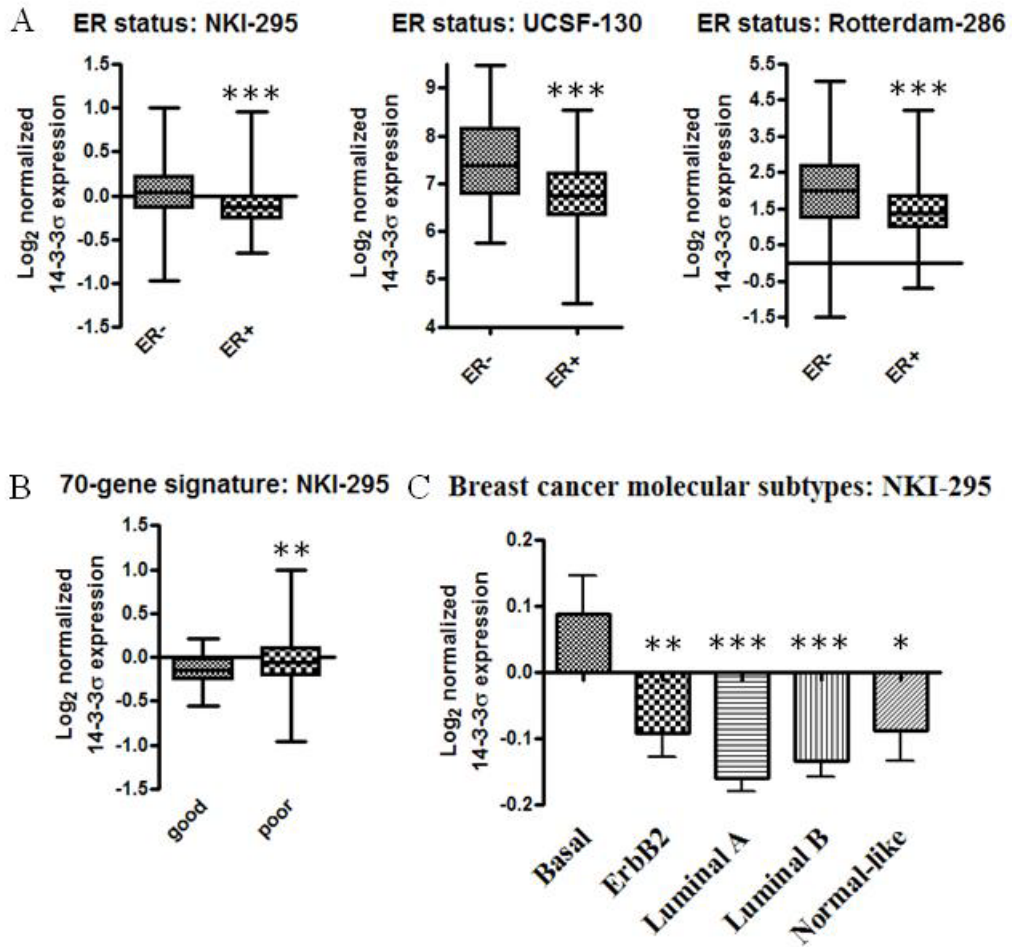 A
ER status: NKI-295
Log2 normalized
14-3-3σ expression
1.5
1.0
0.5
0.0
-0.5
-1.0
-1.5
***
ER-
ER+
ER status: UCSF-130
Log2 normalized
14-3-3σ expression
9
8
7
6
5
4
***
ER-
ER+
ER status: Rotterdam-286
Log2 normalized
14-3-3σ expression
5.5
4.5
3.5
2.5
1.5
0.5
-0.5
-1.5
***
ER-
ER+
B
70-gene signature: NKI-295
Log2 normalized
14-3-3σ expression
1.5
1.0
0.5
0.0
-0.5
-1.0
-1.5
**
good
poor
C
Breast cancer molecular subtypes: NKI-295
Log2 normalized
14-3-3σ expression
0.2
0.1
0.0
-0.1
-0.2
**
***
***
*
Basal
ErbB2
Luminal A
Luminal B
Normal-like